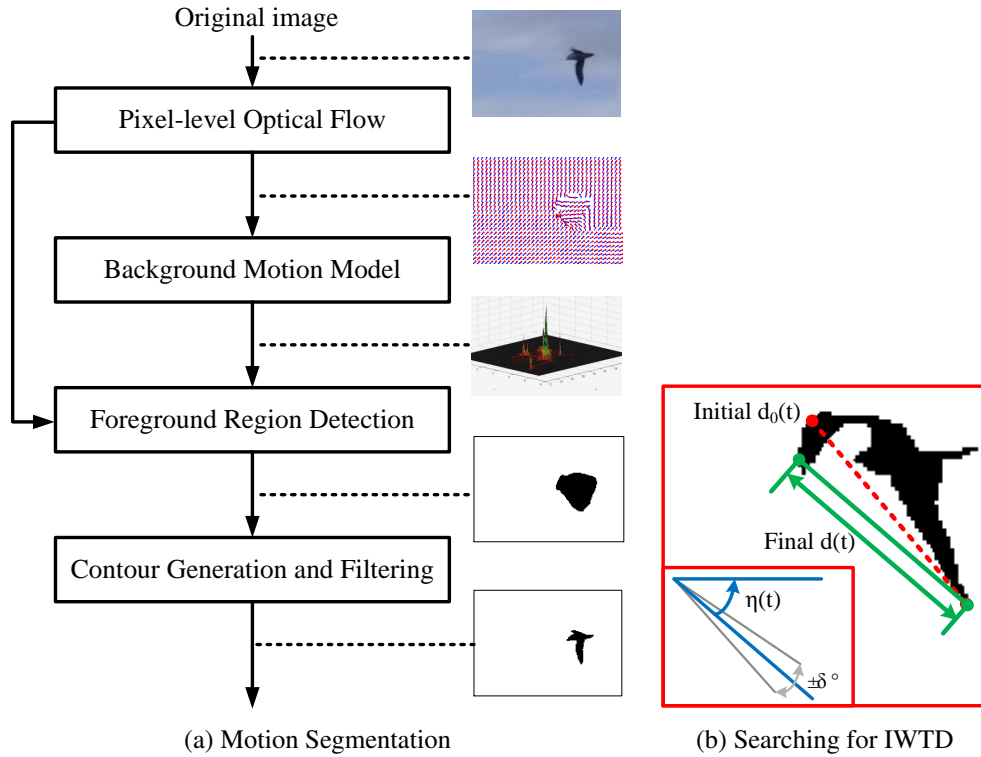 Original image
Pixel-level Optical Flow
Background Motion Model
Foreground Region Detection
Contour Generation and Filtering
(a) Motion Segmentation
Initial d₀(t)
Final d(t)
η(t)
±δ°
(b) Searching for IWTD